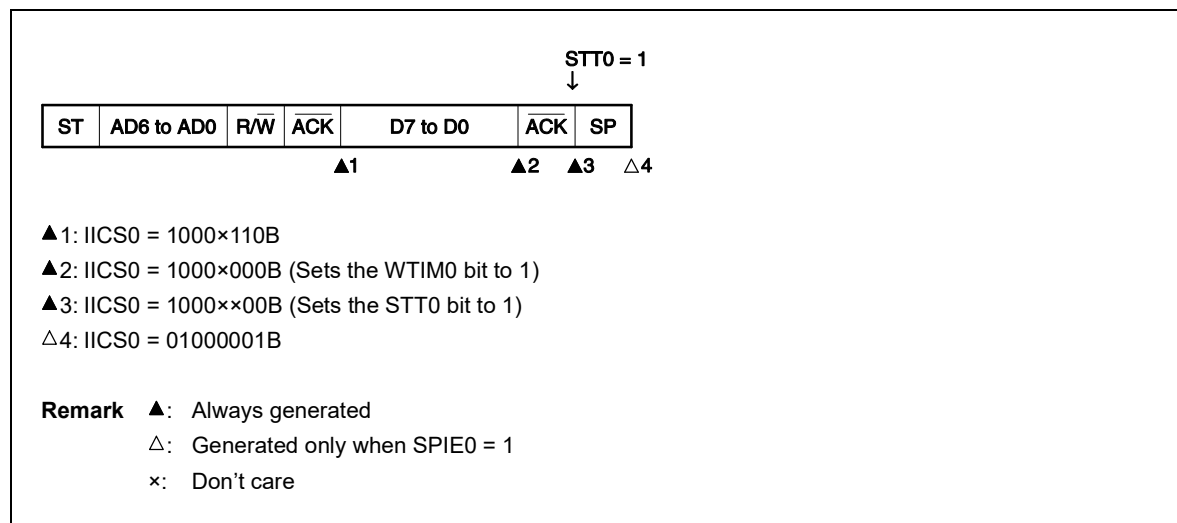 STT0 = 1
↓
ST AD6 to AD0 R/W̅ A̅C̅K̅ D7 to D0 A̅C̅K̅ SP
▲1 ▲2 ▲3 △4
▲1: IICS0 = 1000×110B
▲2: IICS0 = 1000×000B (Sets the WTIM0 bit to 1)
▲3: IICS0 = 1000××00B (Sets the STT0 bit to 1)
△4: IICS0 = 01000001B
Remark ▲: Always generated
△: Generated only when SPIE0 = 1
×: Don’t care